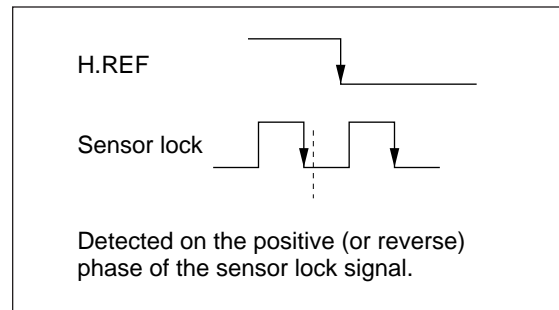 H.REF
Sensor lock
Detected on the positive (or reverse)
phase of the sensor lock signal.